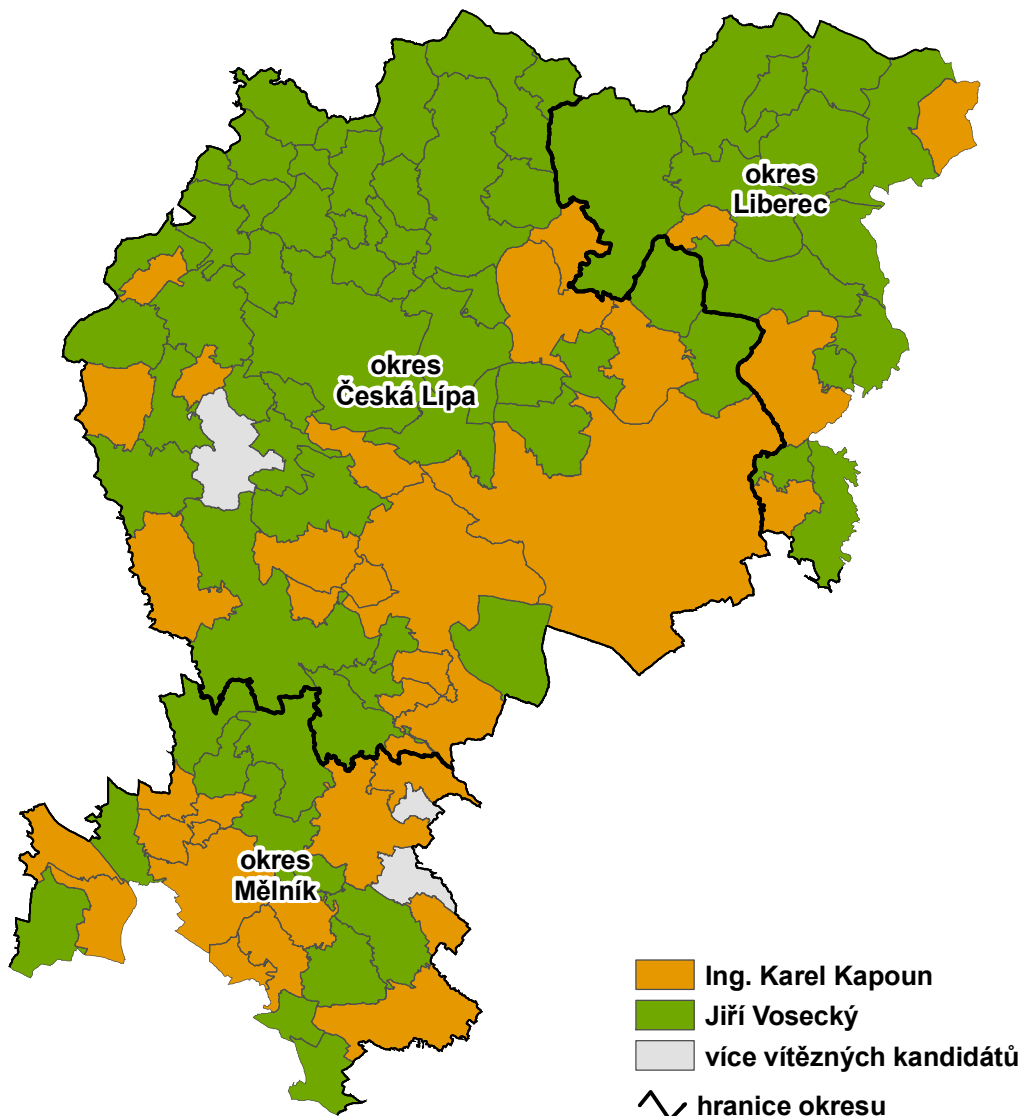 okres
Liberec
okres
Česká Lípa
okres
Mělník
Ing. Karel Kapoun
Jiří Vosecký
více vítězných kandidátů
hranice okresu